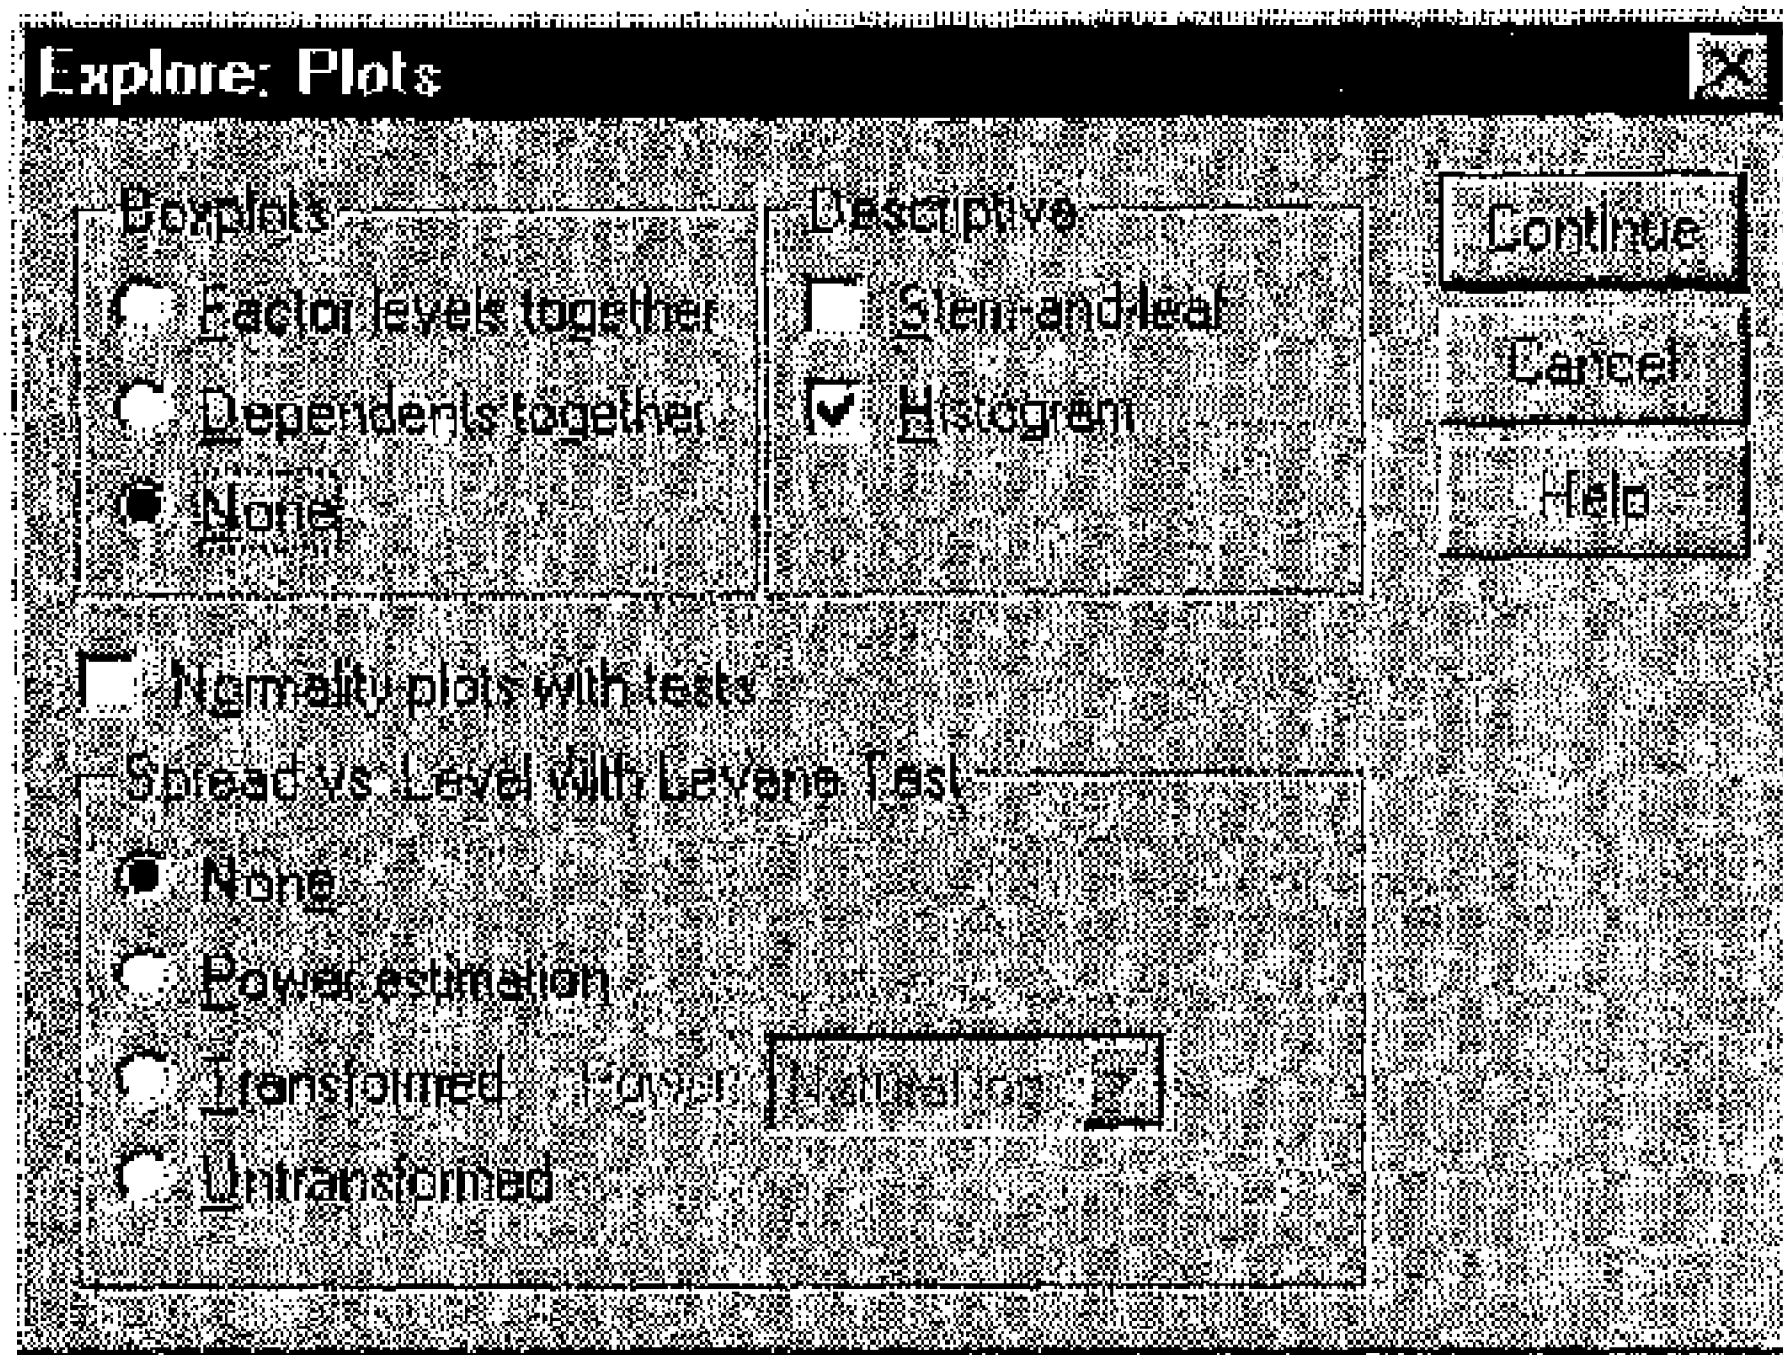 Explore: Plots
Boxplots
Factor levels together
Dependents together
None
Descriptive
Stem-and-leaf
Histogram
Continue
Cancel
Help
Normality plots with tests
Spread vs. Level with Levene Test
None
Power estimation
Transformed Power: Natural log
Untransformed